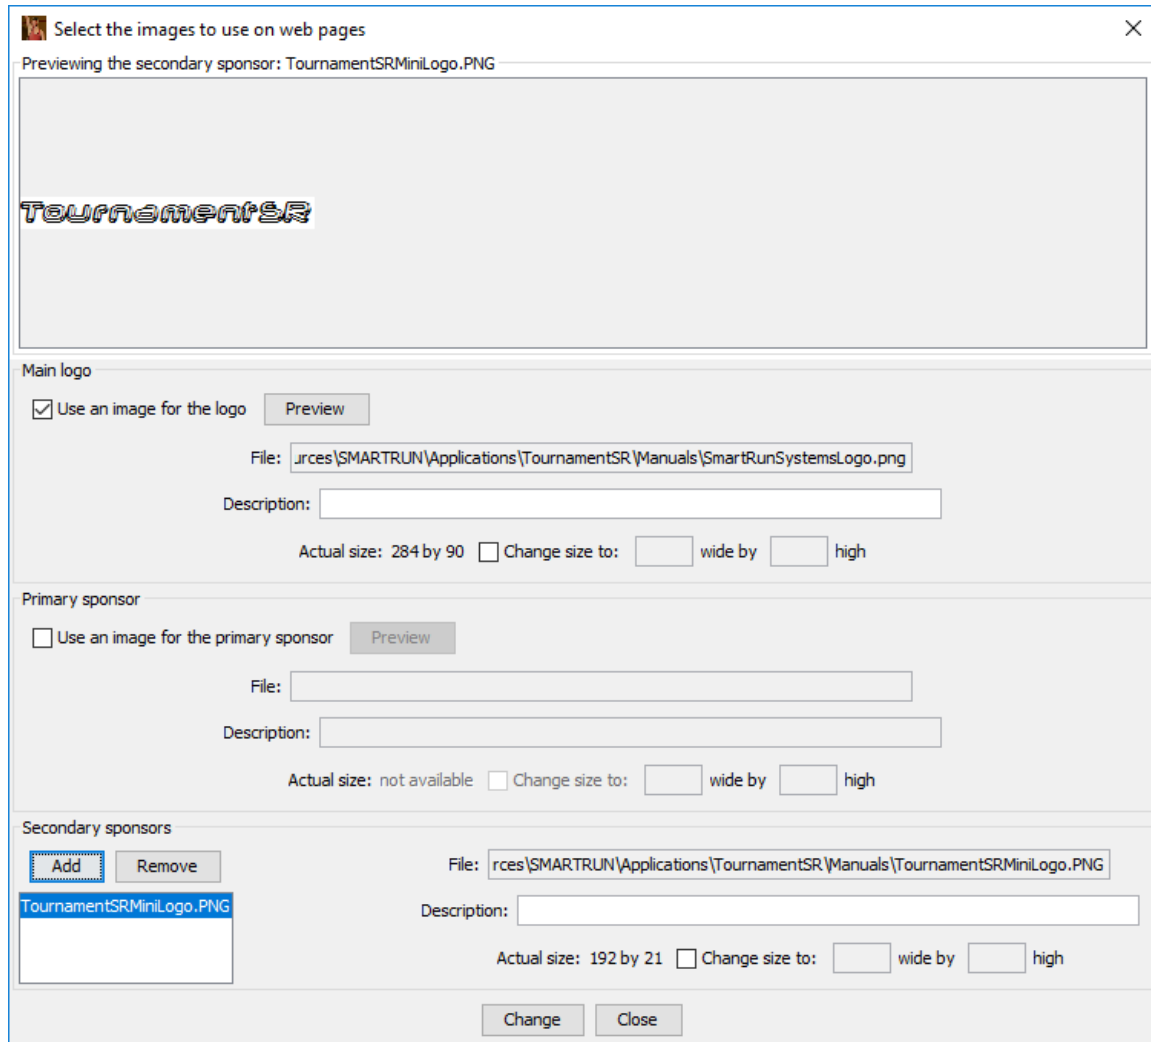 Select the images to use on web pages
Previewing the secondary sponsor: TournamentSRMiniLogo.PNG
TournamentSR
Main logo
Use an image for the logo Preview
File: urces\SMARTRUN\Applications\TournamentSR\Manuals\SmartRunSystemsLogo.png
Description:
Actual size: 284 by 90 Change size to: wide by high
Primary sponsor
Use an image for the primary sponsor Preview
File:
Description:
Actual size: not available Change size to: wide by high
Secondary sponsors
Add Remove
File: rces\SMARTRUN\Applications\TournamentSR\Manuals\TournamentSRMiniLogo.PNG
TournamentSRMiniLogo.PNG
Description:
Actual size: 192 by 21 Change size to: wide by high
Change Close